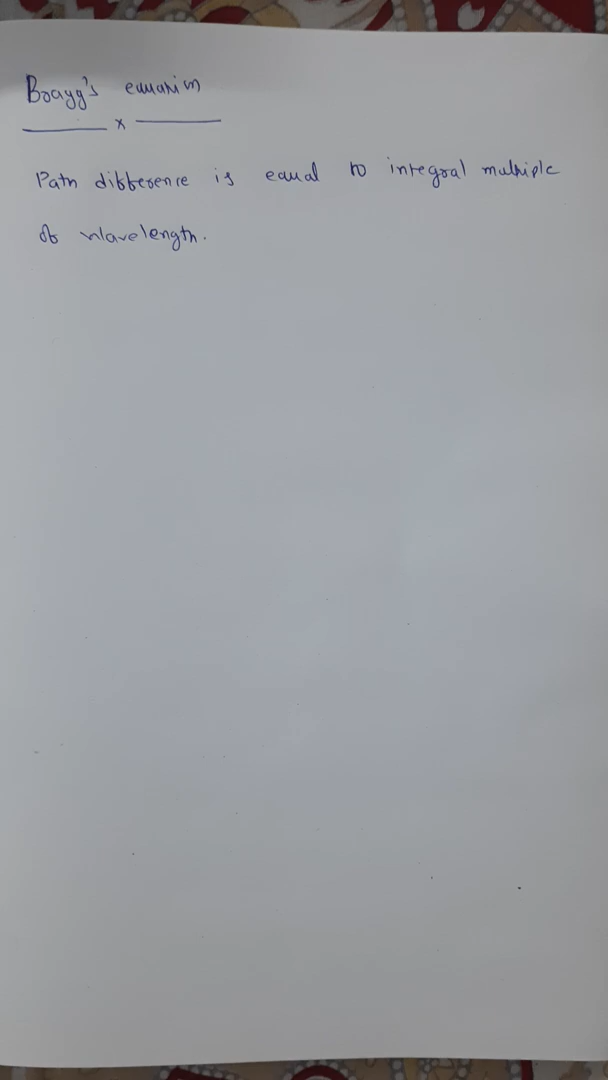 Bragg's equation
x
Path difference is equal to integral multiple
of wavelength.